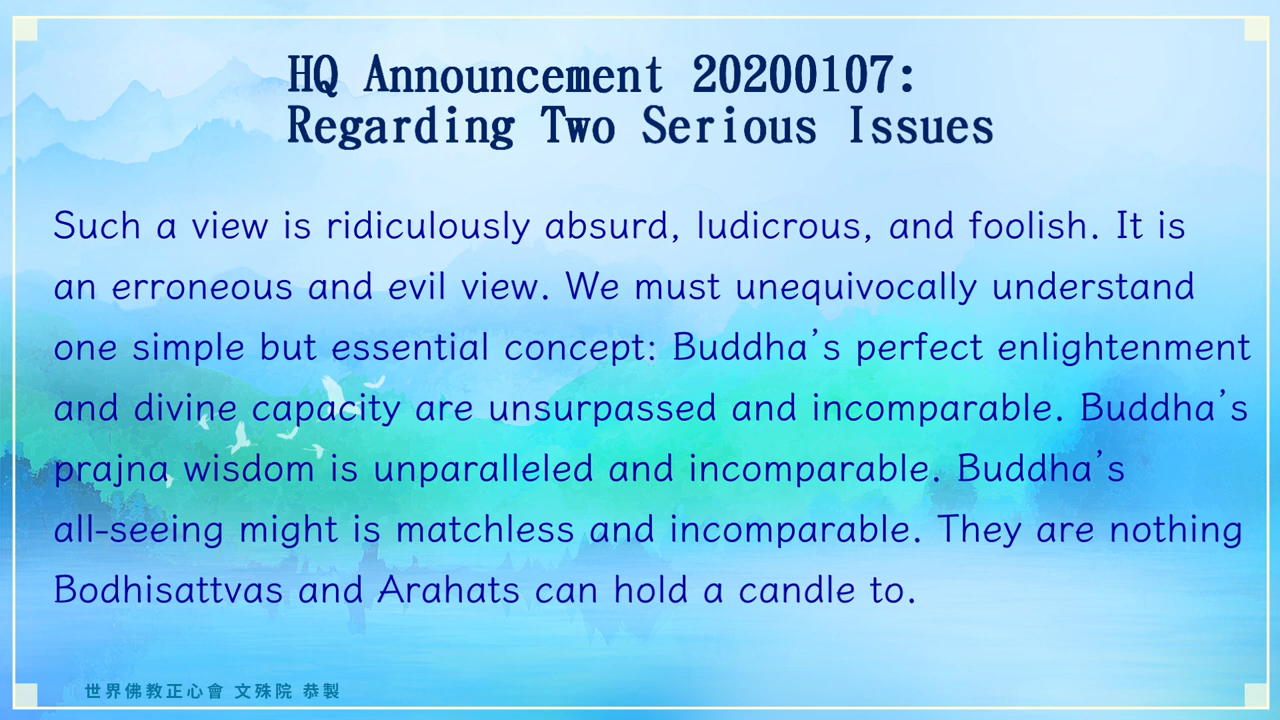 HQ Announcement 20200107:
Regarding Two Serious Issues
Such a view is ridiculously absurd, ludicrous, and foolish. It is
an erroneous and evil view. We must unequivocally understand
one simple but essential concept: Buddha's perfect enlightenment
and divine capacity are unsurpassed and incomparable. Buddha's
prajna wisdom is unparalleled and incomparable. Buddha's
all-seeing might is matchless and incomparable. They are nothing
Bodhisattvas and Arahats can hold a candle to.
世界佛教正心會 文殊院 恭製